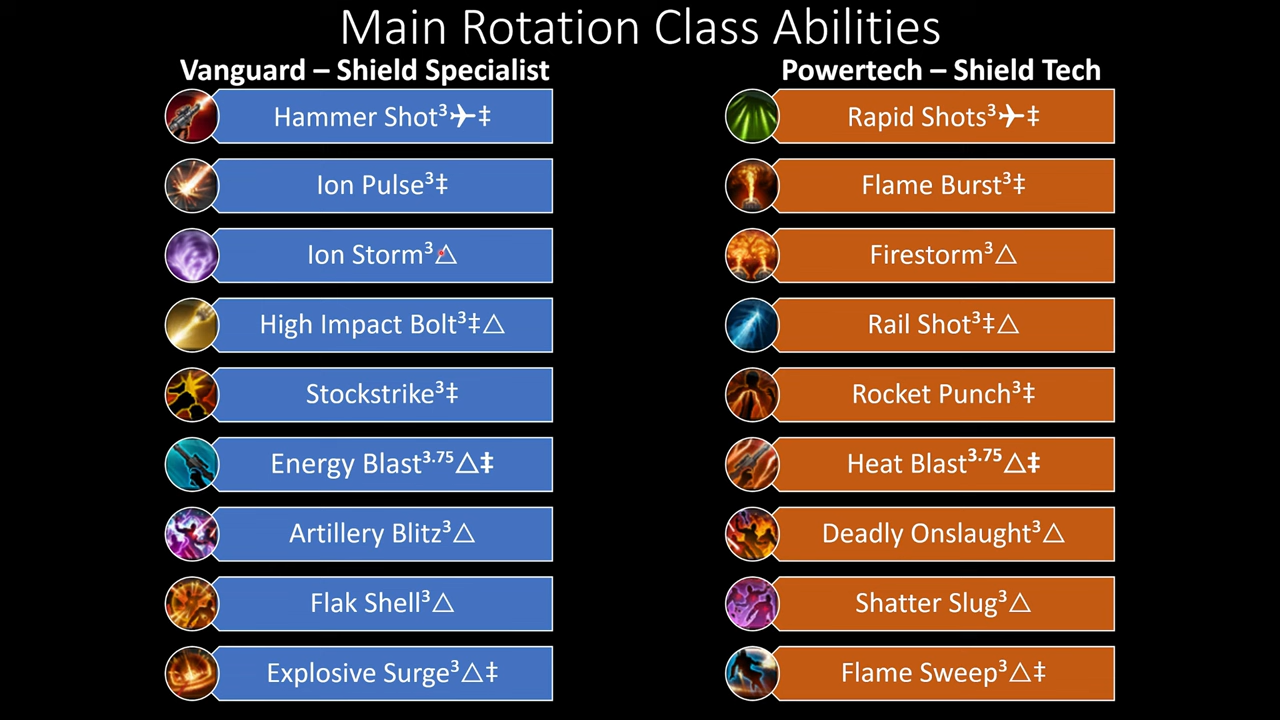 Main Rotation Class Abilities
Vanguard – Shield Specialist
Hammer Shot³✈‡
Ion Pulse³‡
Ion Storm³△
High Impact Bolt³‡△
Stockstrike³‡
Energy Blast³·⁷⁵△‡
Artillery Blitz³△
Flak Shell³△
Explosive Surge³△‡
Powertech – Shield Tech
Rapid Shots³✈‡
Flame Burst³‡
Firestorm³△
Rail Shot³‡△
Rocket Punch³‡
Heat Blast³·⁷⁵△‡
Deadly Onslaught³△
Shatter Slug³△
Flame Sweep³△‡